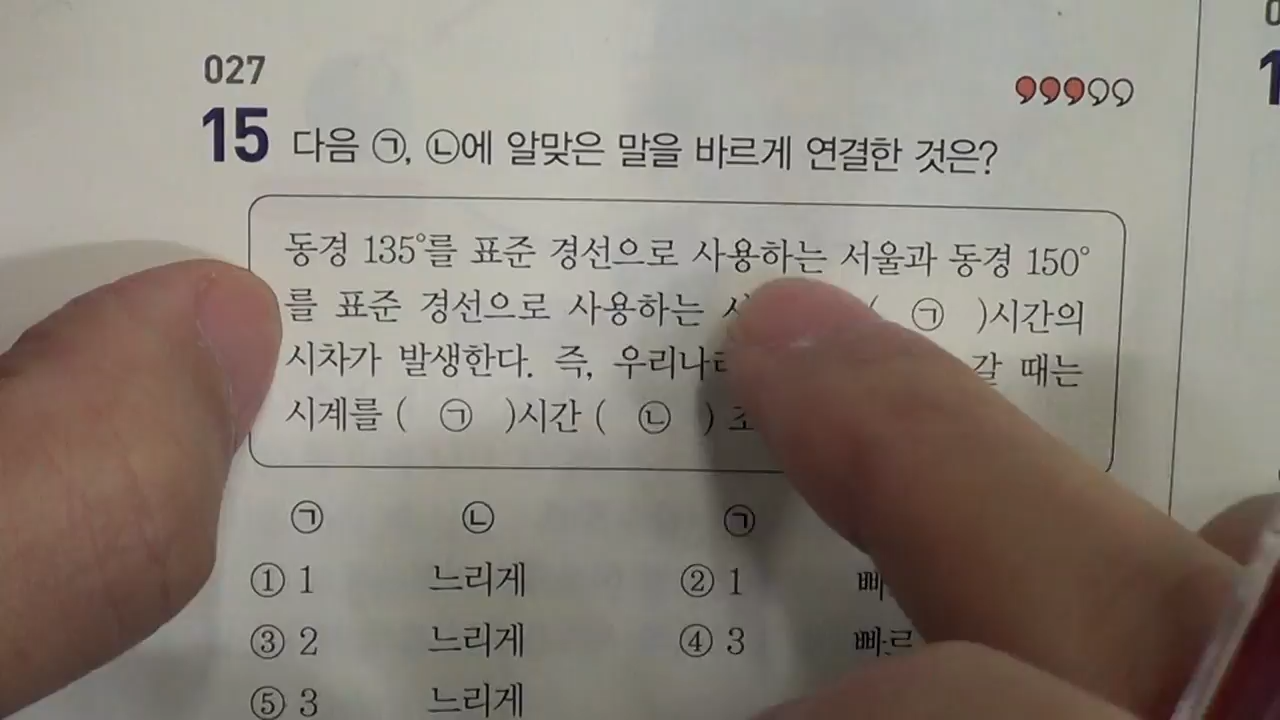 027
15 다음 ㉠, ㉡에 알맞은 말을 바르게 연결한 것은?
동경 135°를 표준 경선으로 사용하는 서울과 동경 150°
를 표준 경선으로 사용하는 ( ㉠ )시간의
시차가 발생한다. 즉, 갈 때는
시계를 ( ㉠ )시간 ( ㉡ )
㉠ ㉡ ㉠
① 1 느리게 ② 1
③ 2 느리게 ④ 3
⑤ 3 느리게